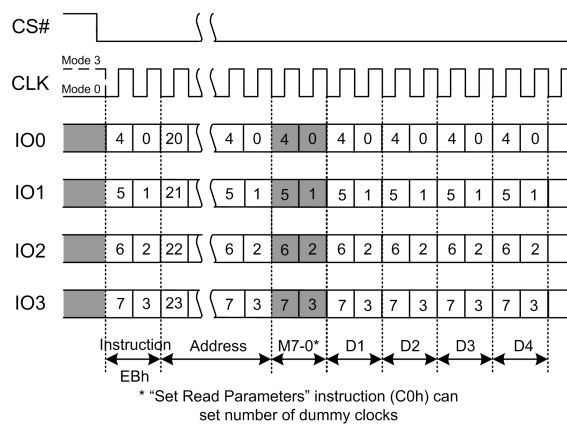 CS#
Mode 3
CLK
Mode 0
IO0 4 0 20 4 0 4 0 4 0 4 0 4 0 4 0
IO1 5 1 21 5 1 5 1 5 1 5 1 5 1 5 1
IO2 6 2 22 6 2 6 2 6 2 6 2 6 2 6 2
IO3 7 3 23 7 3 7 3 7 3 7 3 7 3 7 3
Instruction Address M7-0* D1 D2 D3 D4
EBh
* “Set Read Parameters” instruction (C0h) can
set number of dummy clocks